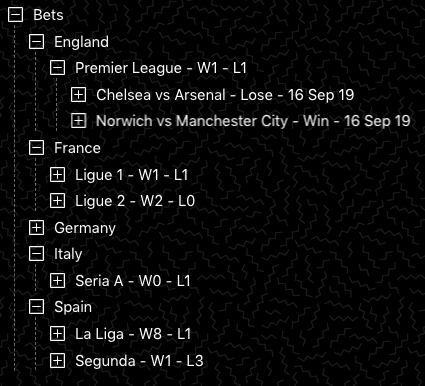 Bets
England
Premier League - W1 - L1
Chelsea vs Arsenal - Lose - 16 Sep 19
Norwich vs Manchester City - Win - 16 Sep 19
France
Ligue 1 - W1 - L1
Ligue 2 - W2 - L0
Germany
Italy
Seria A - W0 - L1
Spain
La Liga - W8 - L1
Segunda - W1 - L3